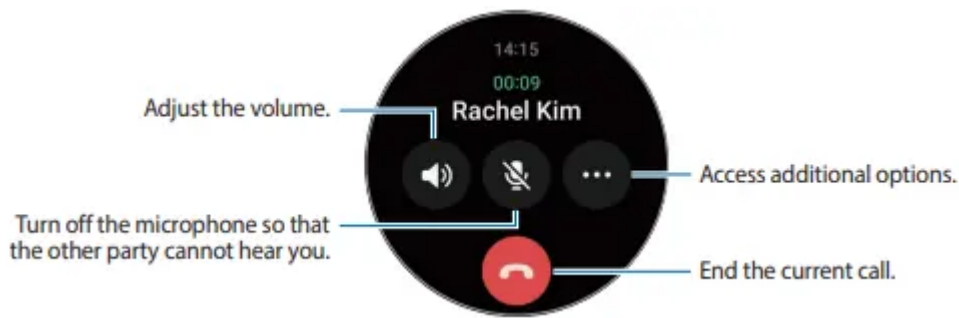 14:15
00:09
Rachel Kim
Adjust the volume.
Access additional options.
Turn off the microphone so that
the other party cannot hear you.
End the current call.